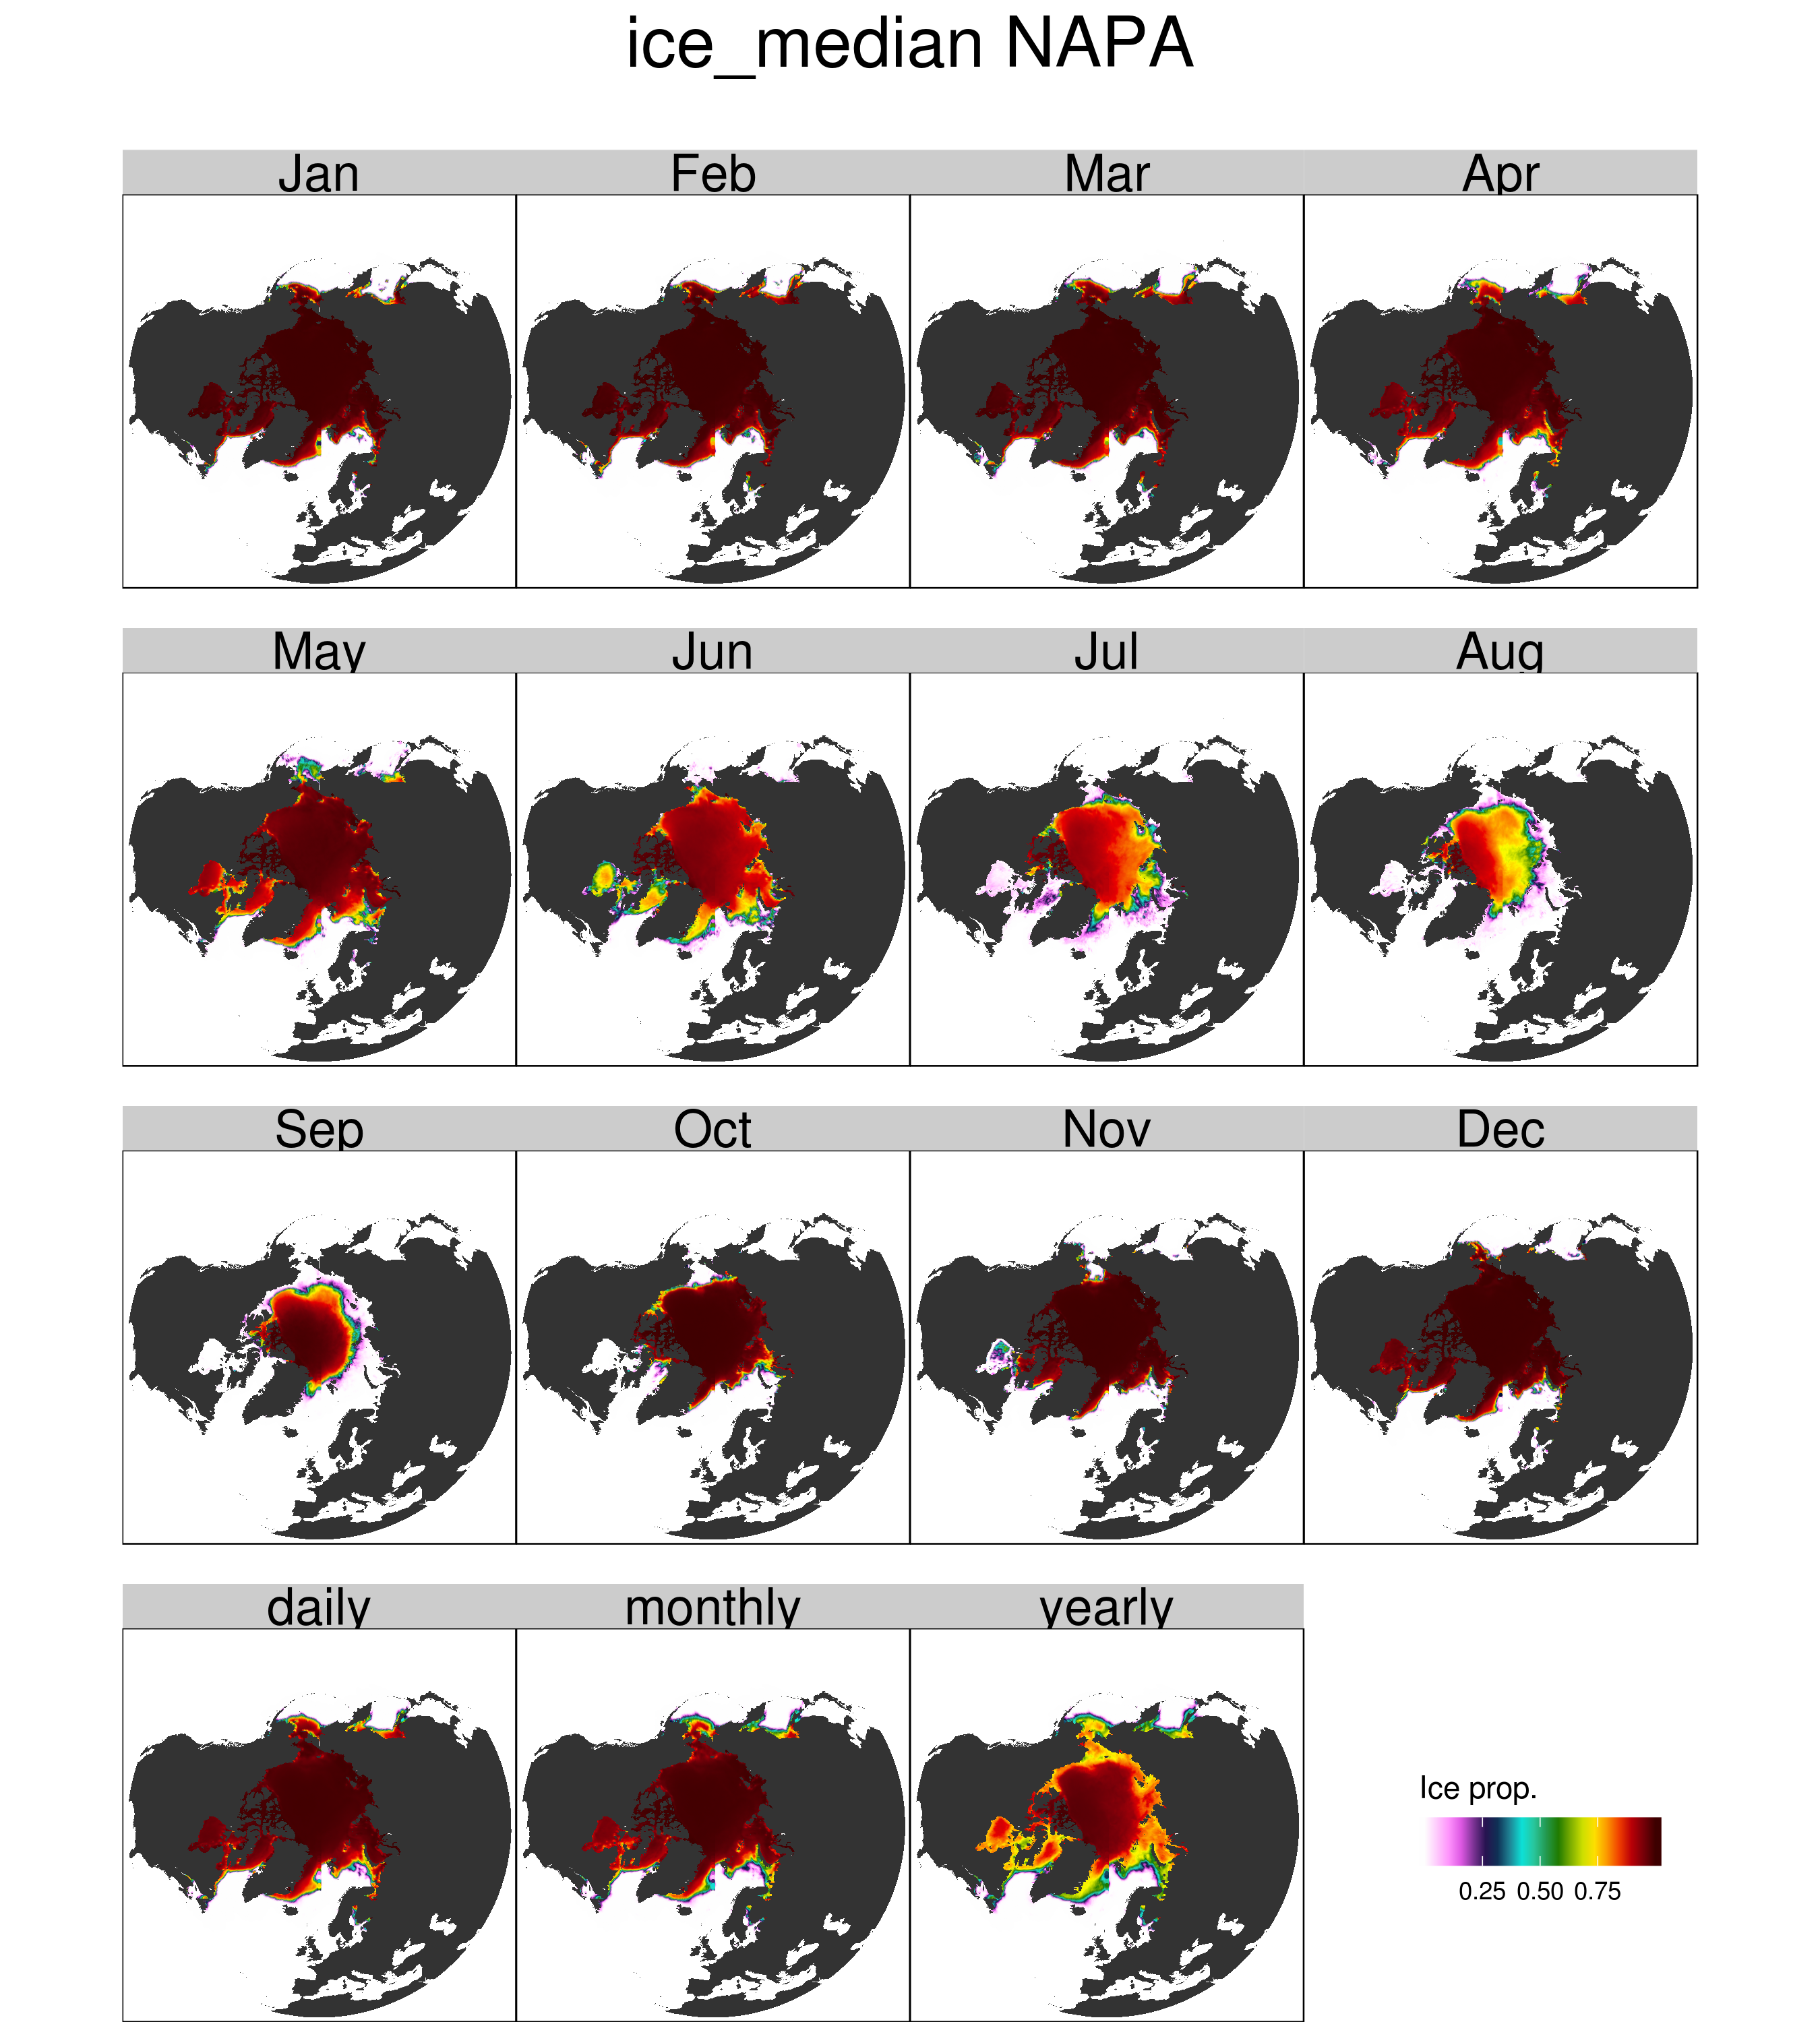 ice_median NAPA
Jan Feb Mar Apr
May Jun Jul Aug
Sep Oct Nov Dec
daily monthly yearly
Ice prop.
0.25 0.50 0.75